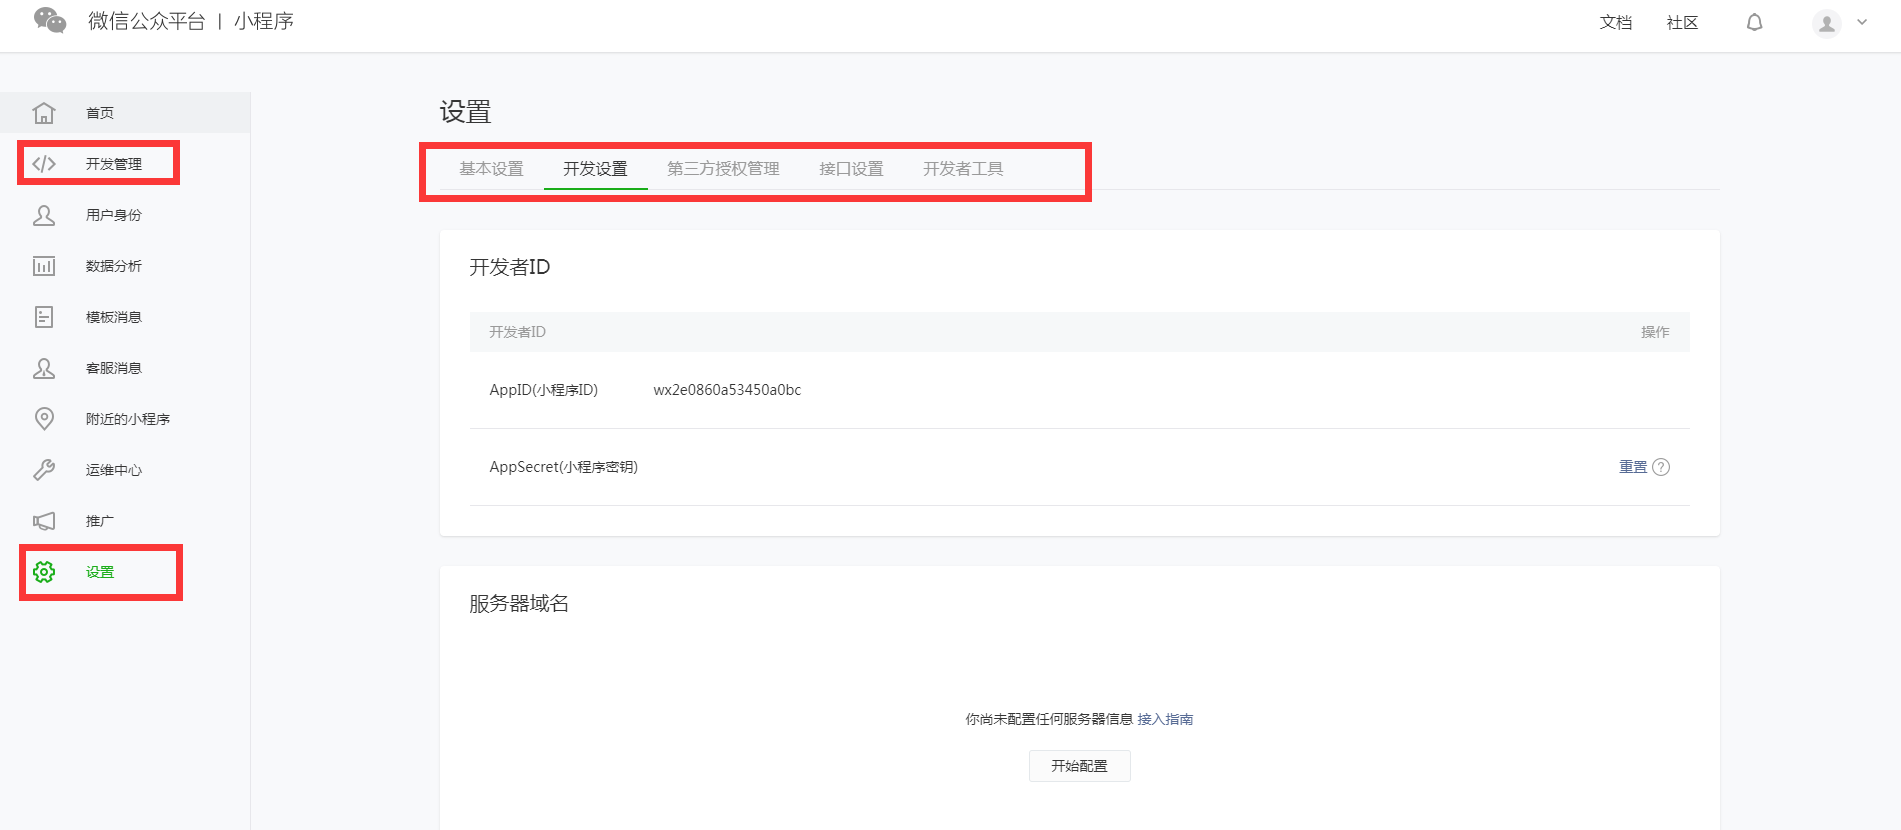 微信公众平台 | 小程序
文档 社区
首页
开发管理
用户身份
数据分析
模板消息
客服消息
附近的小程序
运维中心
推广
设置
设置
基本设置 开发设置 第三方授权管理 接口设置 开发者工具
开发者ID
开发者ID 操作
AppID(小程序ID) wx2e0860a53450a0bc
AppSecret(小程序密钥) 重置 ?
服务器域名
你尚未配置任何服务器信息 接入指南
开始配置